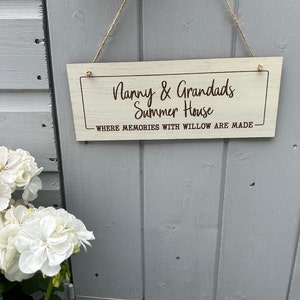 Nanny & Grandads
Summer House
WHERE MEMORIES WITH WILLOW ARE MADE